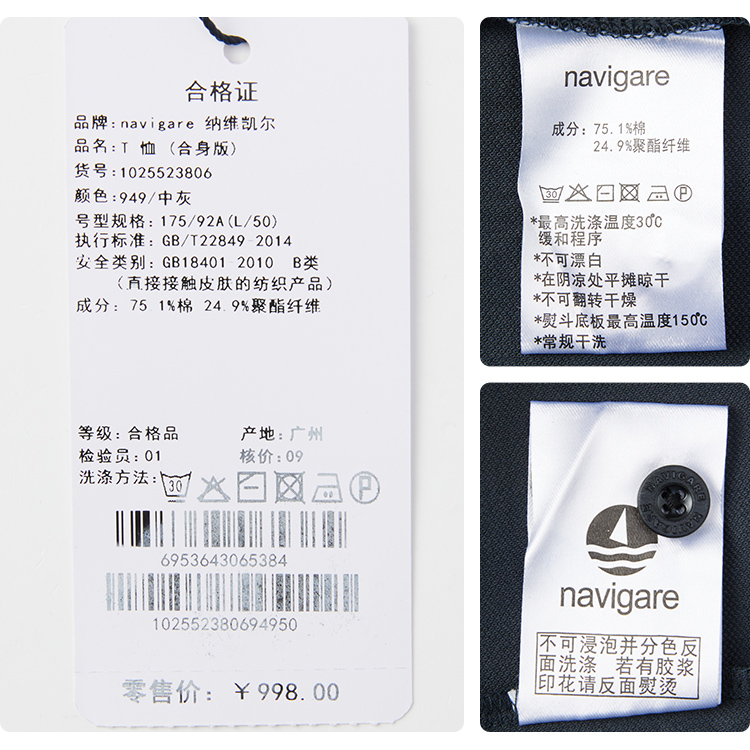 合格证
品牌:navigare 纳维凯尔
品名:T 恤 (合身版)
货号:1025523806
颜色:949/中灰
号型规格:175/92A(L/50)
执行标准:GB/T22849-2014
安全类别:GB18401-2010 B类
(直接接触皮肤的纺织产品)
成分: 75.1%棉 24.9%聚酯纤维
等级:合格品 产地:广州
检验员:01 核价:09
洗涤方法: 30 P
6953643065384
102552380694950
零售价: ￥998.00
navigare
成分: 75.1%棉
24.9%聚酯纤维
30 P
*最高洗涤温度30℃
缓和程序
*不可漂白
*在阴凉处平摊晾干
*不可翻转干燥
*熨斗底板最高温度150℃
*常规干洗
NAVIGARE
navigare
不可浸泡并分色反
面洗涤 若有胶浆
印花请反面熨烫